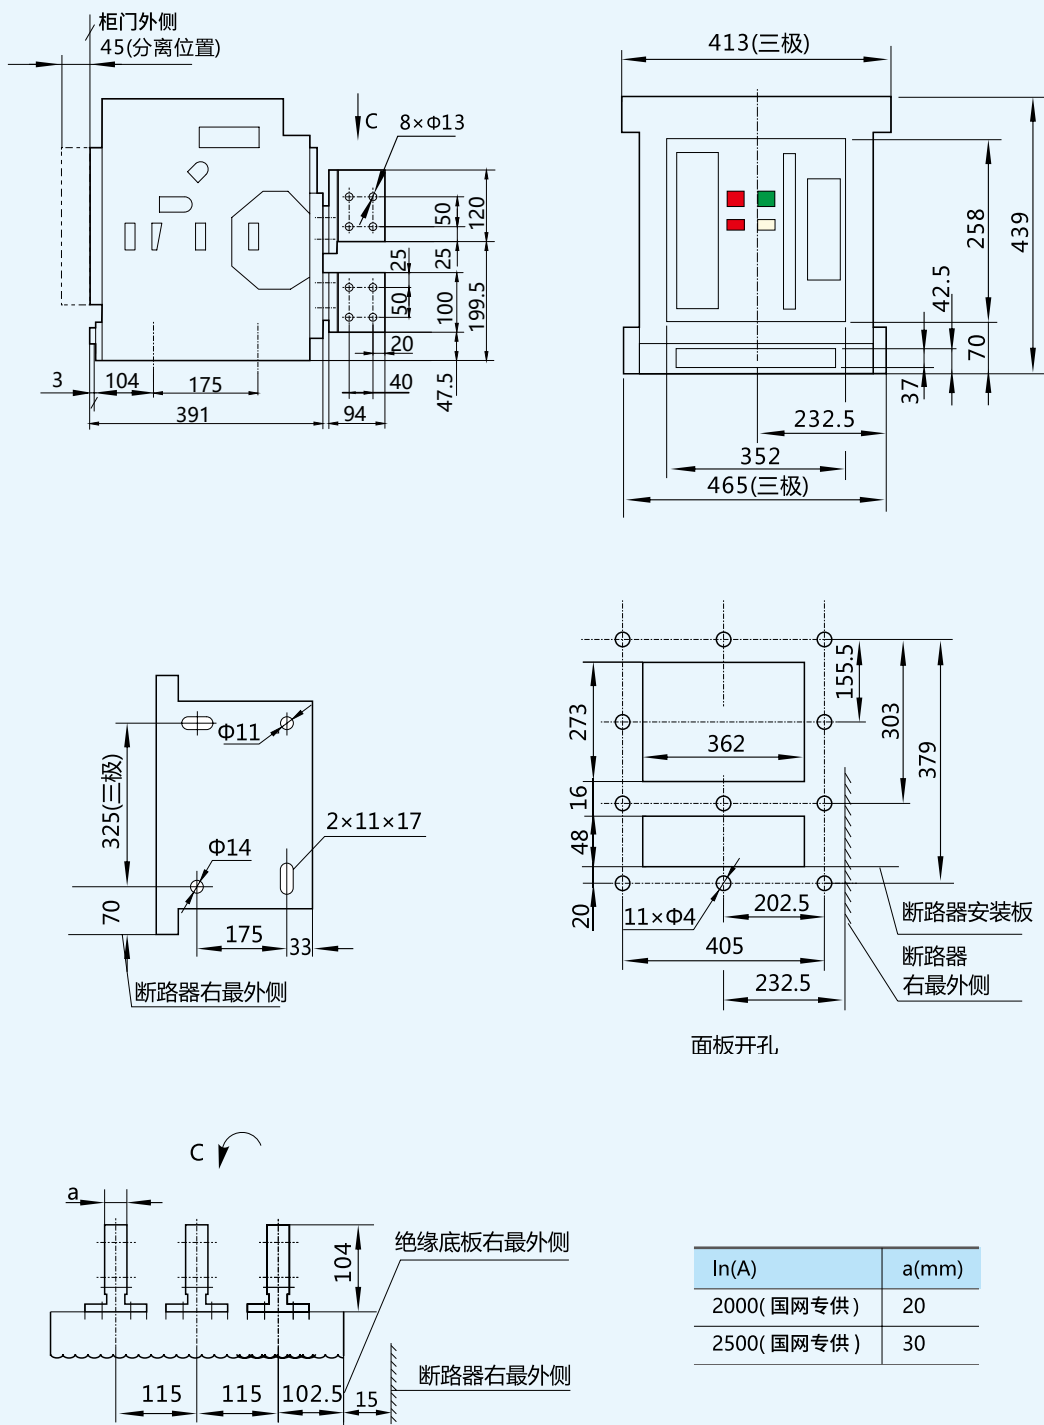 柜门外侧
45(分离位置)
C
8×Φ13
50
120
25
25
50
100
199.5
20
40
47.5
3
104
175
391
94
413(三极)
258
439
42.5
70
37
232.5
352
465(三极)
Φ11
325(三极)
2×11×17
Φ14
70
175
33
断路器右最外侧
155.5
273
303
362
379
16
48
20
11×Φ4
202.5
405
232.5
断路器安装板
断路器
右最外侧
面板开孔
C
a
104
绝缘底板右最外侧
断路器右最外侧
115
115
102.5
15
In(A) a(mm)
2000(国网专供) 20
2500(国网专供) 30